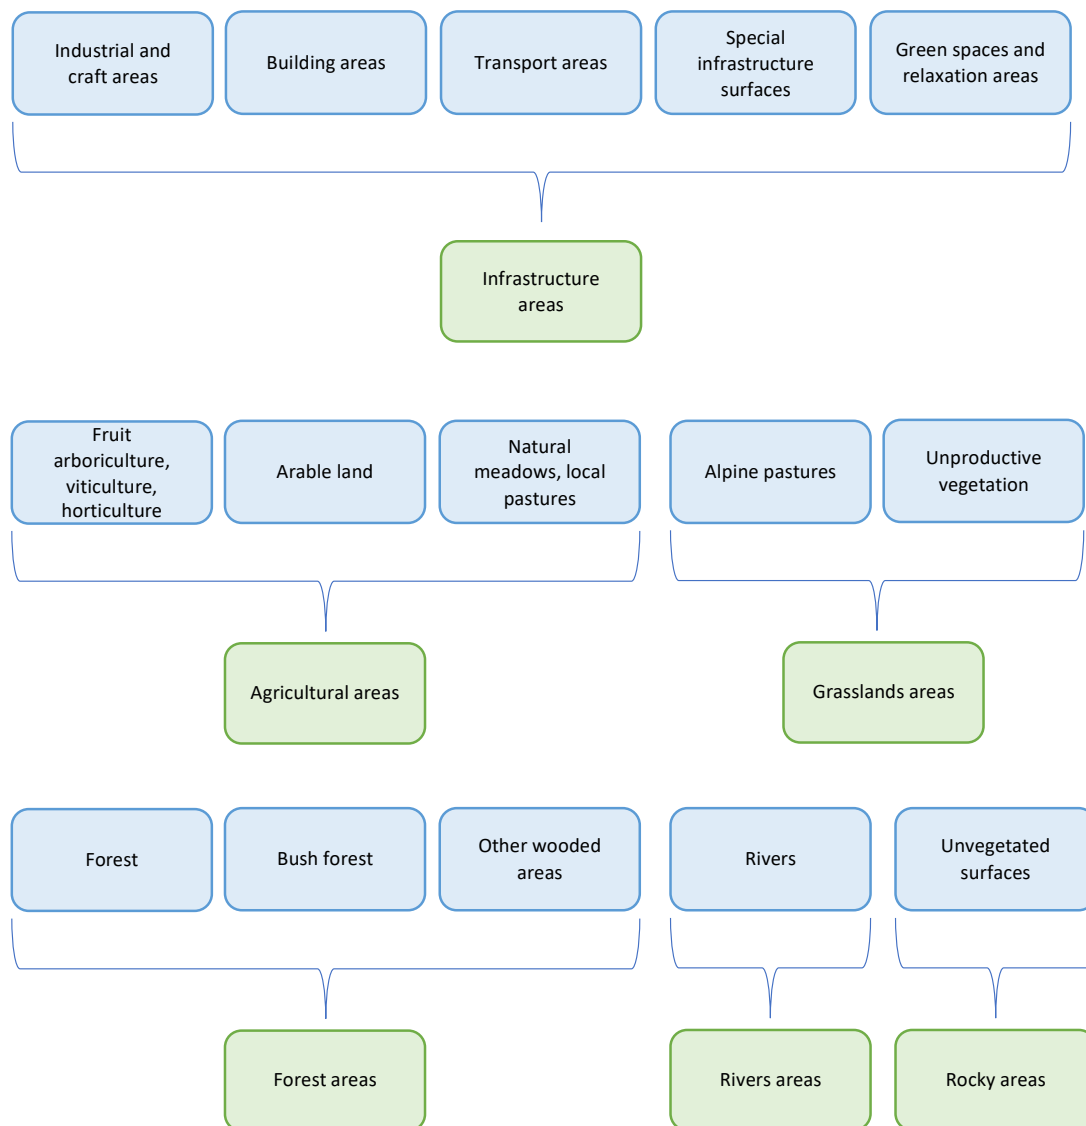 Industrial and
craft areas
Building areas
Transport areas
Special
infrastructure
surfaces
Green spaces and
relaxation areas
Infrastructure
areas
Fruit
arboriculture,
viticulture,
horticulture
Arable land
Natural
meadows, local
pastures
Alpine pastures
Unproductive
vegetation
Agricultural areas
Grasslands areas
Forest
Bush forest
Other wooded
areas
Rivers
Unvegetated
surfaces
Forest areas
Rivers areas
Rocky areas